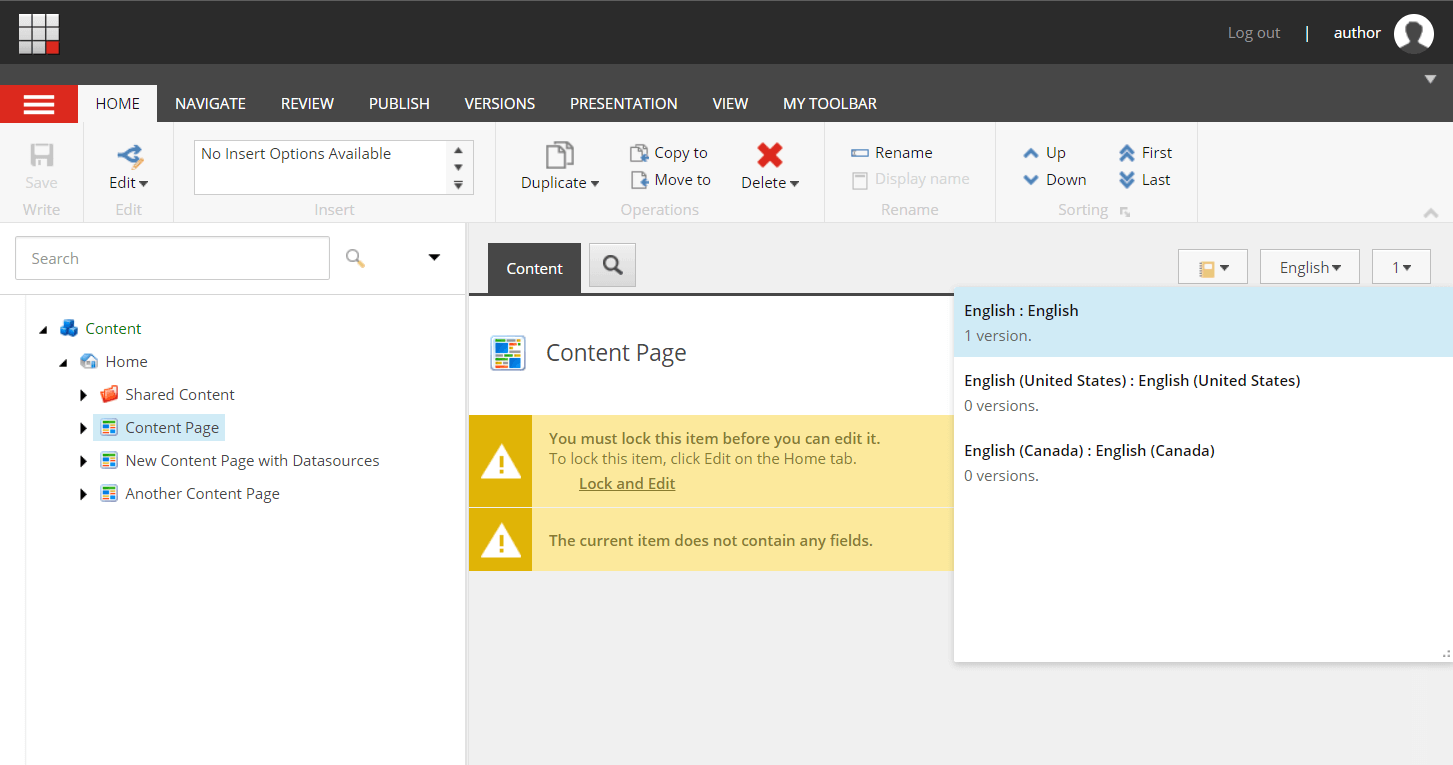 Log out | author
HOME NAVIGATE REVIEW PUBLISH VERSIONS PRESENTATION VIEW MY TOOLBAR
Save
Write
Edit
Edit
No Insert Options Available
Insert
Duplicate
Copy to
Move to
Delete
Operations
Rename
Display name
Rename
Up
Down
First
Last
Sorting
Search
Content
Home
Shared Content
Content Page
New Content Page with Datasources
Another Content Page
Content
English
1
Content Page
You must lock this item before you can edit it.
To lock this item, click Edit on the Home tab.
Lock and Edit
The current item does not contain any fields.
English : English
1 version.
English (United States) : English (United States)
0 versions.
English (Canada) : English (Canada)
0 versions.